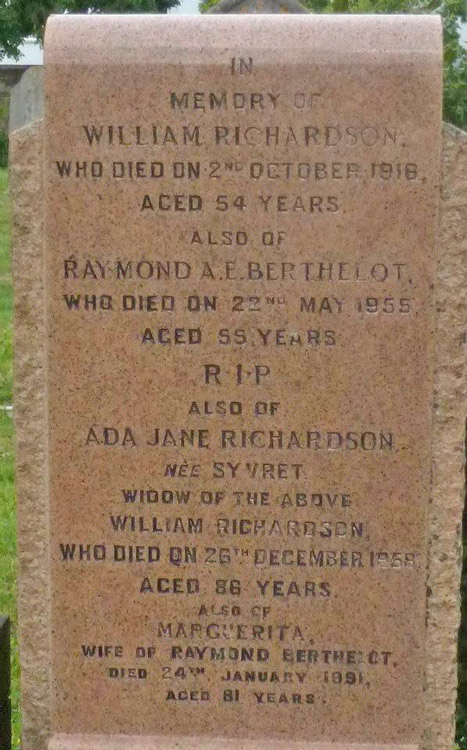 IN
MEMORY OF
WILLIAM RICHARDSON,
WHO DIED ON 2ND OCTOBER 1918,
AGED 54 YEARS.
ALSO OF
RAYMOND A.E. BERTHELOT,
WHO DIED ON 22ND MAY 1955,
AGED 55 YEARS
R·I·P
ALSO OF
ADA JANE RICHARDSON,
NÈE SYVRET
WIDOW OF THE ABOVE
WILLIAM RICHARDSON,
WHO DIED ON 26TH DECEMBER
AGED 86 YEARS.
ALSO OF
MARGUERITA,
WIFE OF RAYMOND BERTHELOT,
DIED 24TH JANUARY 1991,
AGED 81 YEARS.